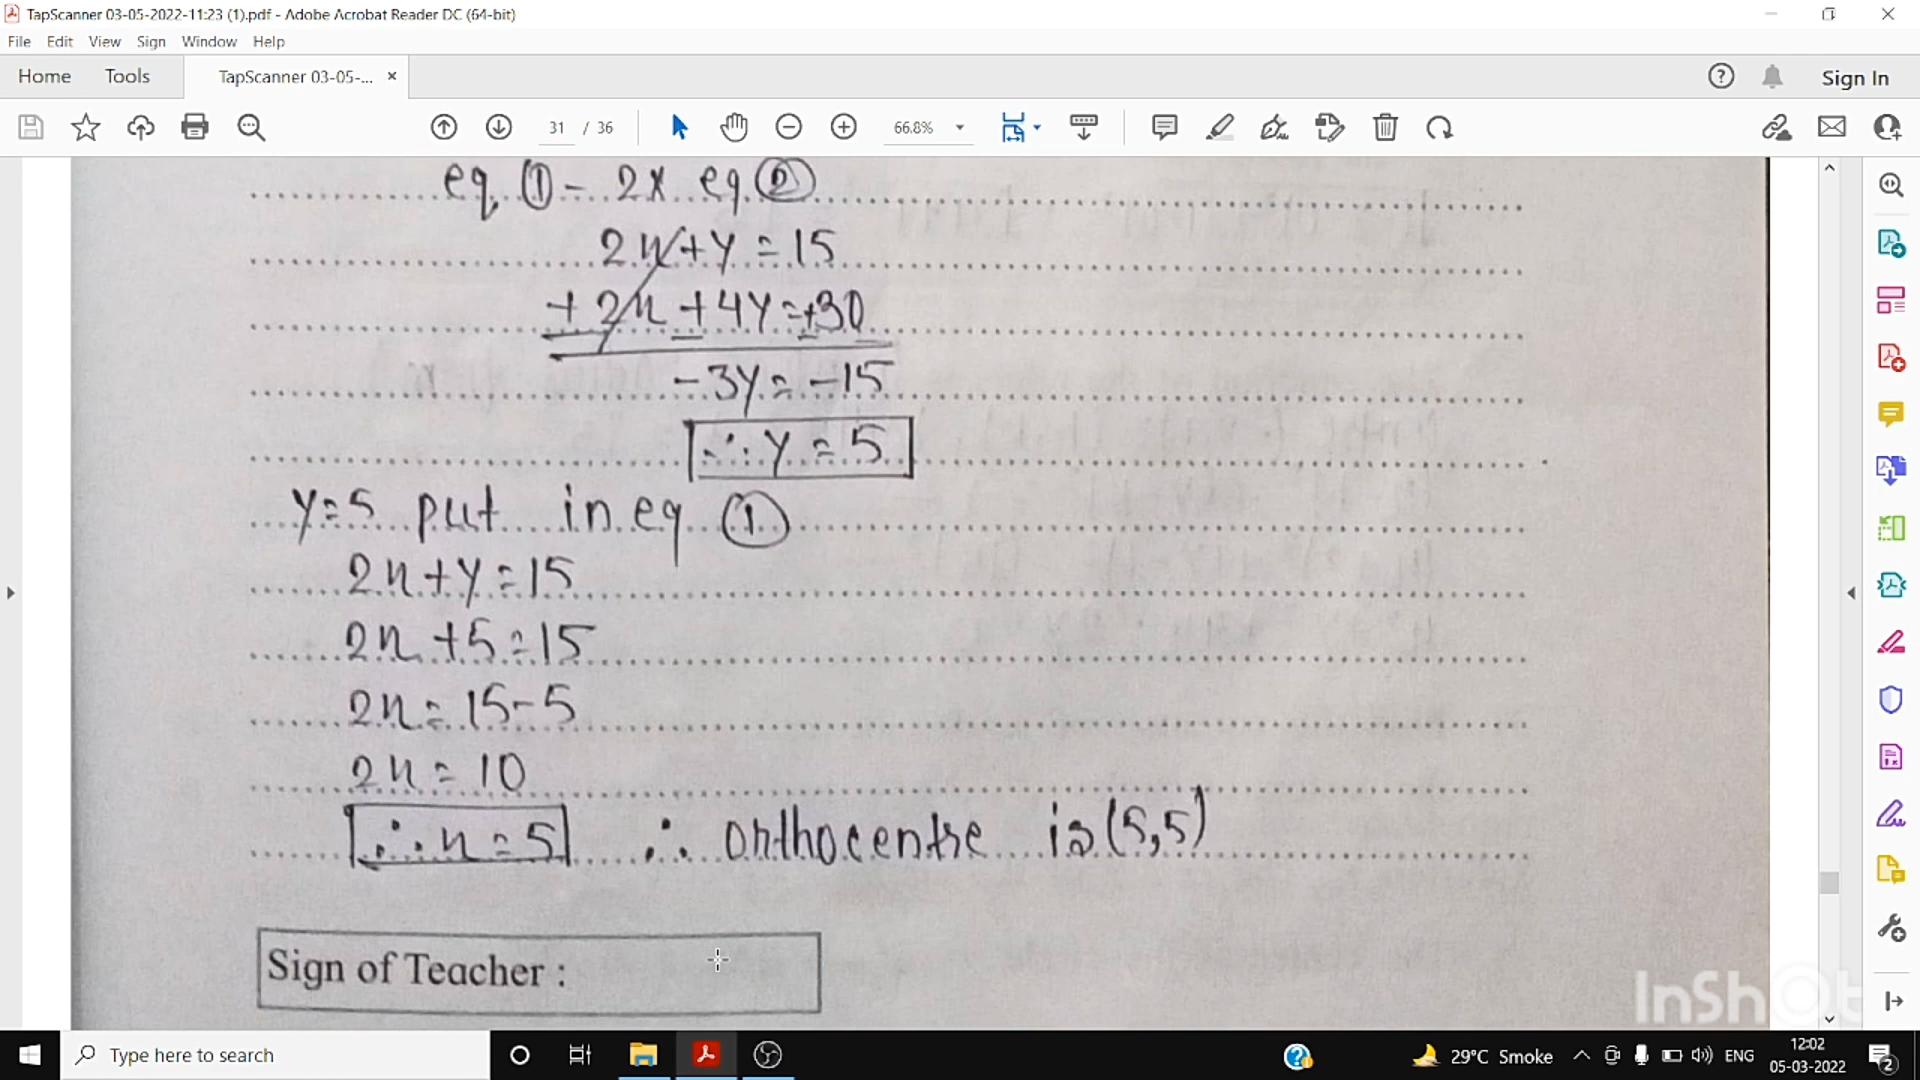 TapScanner 03-05-2022-11:23 (1).pdf - Adobe Acrobat Reader DC (64-bit)
File Edit View Sign Window Help
Home Tools TapScanner 03-05-... × Sign In
31 / 36 66.8%
eq ① - 2x eq ②
2x + y = 15
+ 2x + 4y = +30
- 3y = -15
∴ y = 5
y = 5 put in eq ①
2x + y = 15
2x + 5 = 15
2x = 15 - 5
2x = 10
∴ x = 5 ∴ orthocentre is (5,5)
Sign of Teacher :
InShOt
Type here to search
29°C Smoke ENG 12:02
05-03-2022
2